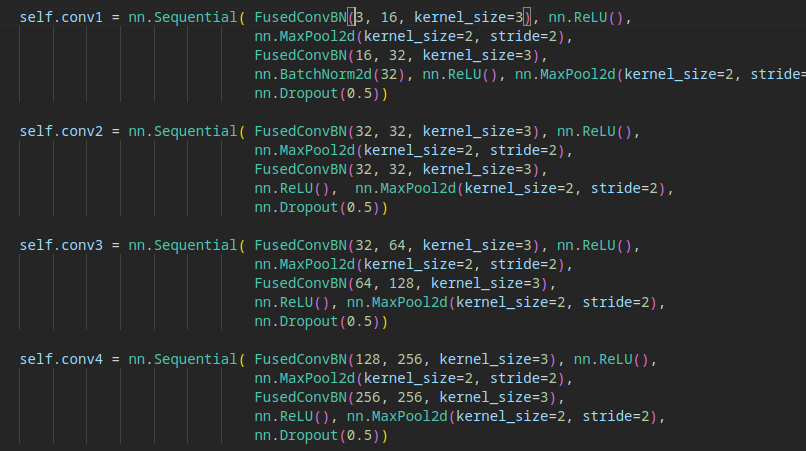 self.conv1 = nn.Sequential( FusedConvBN(3, 16, kernel_size=3), nn.ReLU(),
nn.MaxPool2d(kernel_size=2, stride=2),
FusedConvBN(16, 32, kernel_size=3),
nn.BatchNorm2d(32), nn.ReLU(), nn.MaxPool2d(kernel_size=2, stride=
nn.Dropout(0.5))
self.conv2 = nn.Sequential( FusedConvBN(32, 32, kernel_size=3), nn.ReLU(),
nn.MaxPool2d(kernel_size=2, stride=2),
FusedConvBN(32, 32, kernel_size=3),
nn.ReLU(),  nn.MaxPool2d(kernel_size=2, stride=2),
nn.Dropout(0.5))
self.conv3 = nn.Sequential( FusedConvBN(32, 64, kernel_size=3), nn.ReLU(),
nn.MaxPool2d(kernel_size=2, stride=2),
FusedConvBN(64, 128, kernel_size=3),
nn.ReLU(), nn.MaxPool2d(kernel_size=2, stride=2),
nn.Dropout(0.5))
self.conv4 = nn.Sequential( FusedConvBN(128, 256, kernel_size=3), nn.ReLU(),
nn.MaxPool2d(kernel_size=2, stride=2),
FusedConvBN(256, 256, kernel_size=3),
nn.ReLU(), nn.MaxPool2d(kernel_size=2, stride=2),
nn.Dropout(0.5))